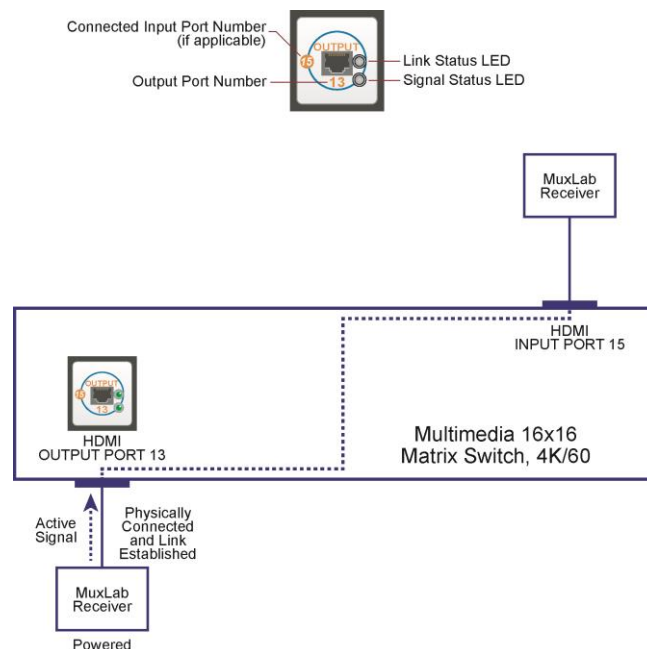 Connected Input Port Number
(if applicable)
OUTPUT
15
Link Status LED
Output Port Number
13
Signal Status LED
MuxLab
Receiver
HDMI
INPUT PORT 15
OUTPUT
15
13
HDMI
OUTPUT PORT 13
Multimedia 16x16
Matrix Switch, 4K/60
Active
Signal
Physically
Connected
and Link
Established
MuxLab
Receiver
Powered